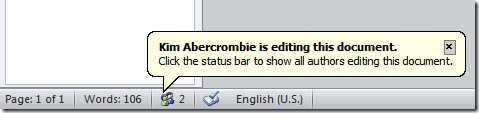 Kim Abercrombie is editing this document.
Click the status bar to show all authors editing this document.
Page: 1 of 1 Words: 106 2 English (U.S.)